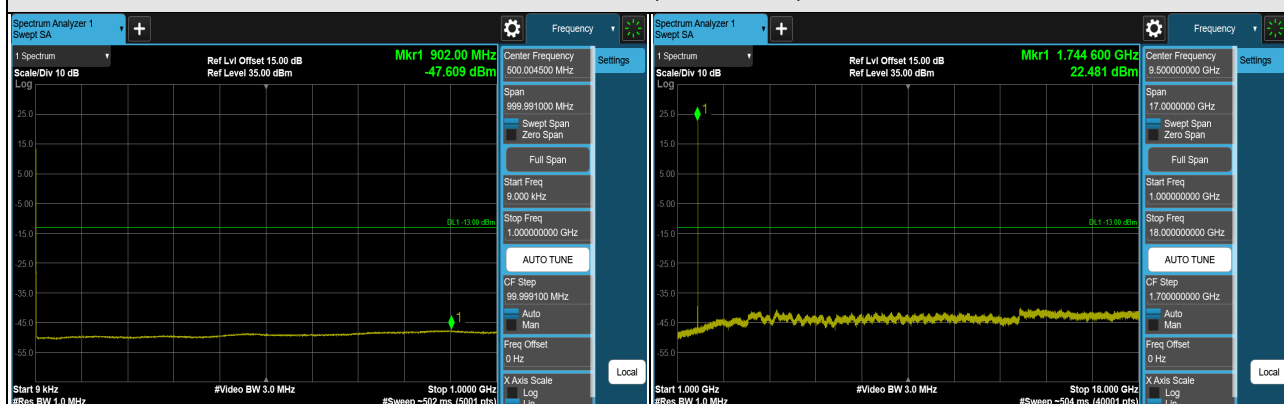 Spectrum Analyzer 1
Swept SA
+
Frequency
1 Spectrum
Scale/Div 10 dB
Log
Ref Lvl Offset 15.00 dB
Ref Level 35.00 dBm
Mkr1 902.00 MHz
-47.609 dBm
25.0
15.0
5.00
-5.00
-15.0
-25.0
-35.0
-45.0
-55.0
DL1 -13.00 dBm
1
Start 9 kHz
#Res BW 1.0 MHz
#Video BW 3.0 MHz
Stop 1.0000 GHz
#Sweep ~502 ms (5001 pts)
Center Frequency
500.004500 MHz
Span
999.991000 MHz
Swept Span
Zero Span
Full Span
Start Freq
9.000 kHz
Stop Freq
1.000000000 GHz
AUTO TUNE
CF Step
99.999100 MHz
Auto
Man
Freq Offset
0 Hz
X Axis Scale
Log
Lin
Settings
Local
Spectrum Analyzer 1
Swept SA
+
Frequency
1 Spectrum
Scale/Div 10 dB
Log
Ref Lvl Offset 15.00 dB
Ref Level 35.00 dBm
Mkr1 1.744 600 GHz
22.481 dBm
25.0
15.0
5.00
-5.00
-15.0
-25.0
-35.0
-45.0
-55.0
DL1 -13.00 dBm
1
Start 1.000 GHz
#Res BW 1.0 MHz
#Video BW 3.0 MHz
Stop 18.000 GHz
#Sweep ~504 ms (40001 pts)
Center Frequency
9.500000000 GHz
Span
17.0000000 GHz
Swept Span
Zero Span
Full Span
Start Freq
1.000000000 GHz
Stop Freq
18.000000000 GHz
AUTO TUNE
CF Step
1.700000000 GHz
Auto
Man
Freq Offset
0 Hz
X Axis Scale
Log
Lin
Settings
Local